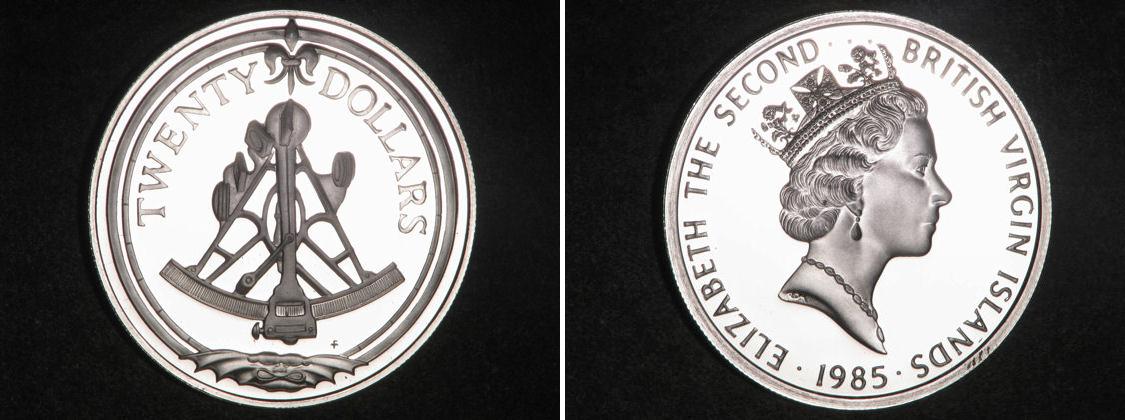 TWENTY DOLLARS
f
ELIZABETH THE SECOND · · · BRITISH VIRGIN ISLANDS
· 1985 ·